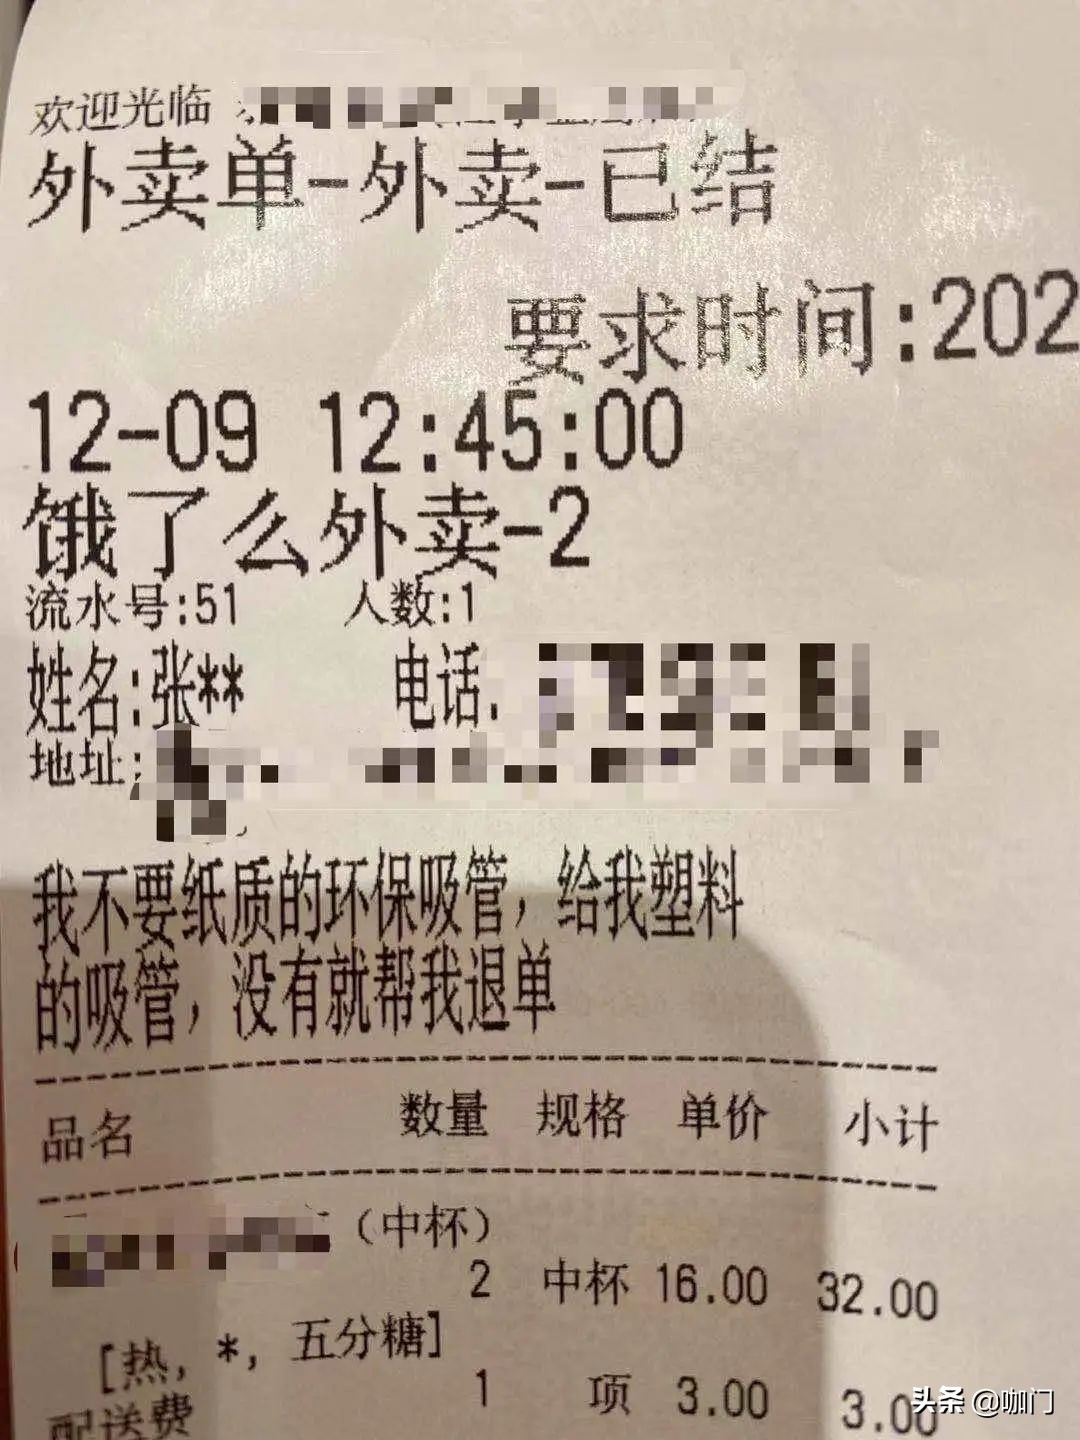 欢迎光临
外卖单-外卖-已结
要求时间:202
12-09 12:45:00
饿了么外卖-2
流水号:51 人数:1
姓名:张** 电话
地址:
我不要纸质的环保吸管，给我塑料
的吸管，没有就帮我退单
品名 数量 规格 单价 小计
（中杯）
2 中杯 16.00 32.00
[热, *, 五分糖]
1 项 3.00 3.00
配送费
头条 @咖门